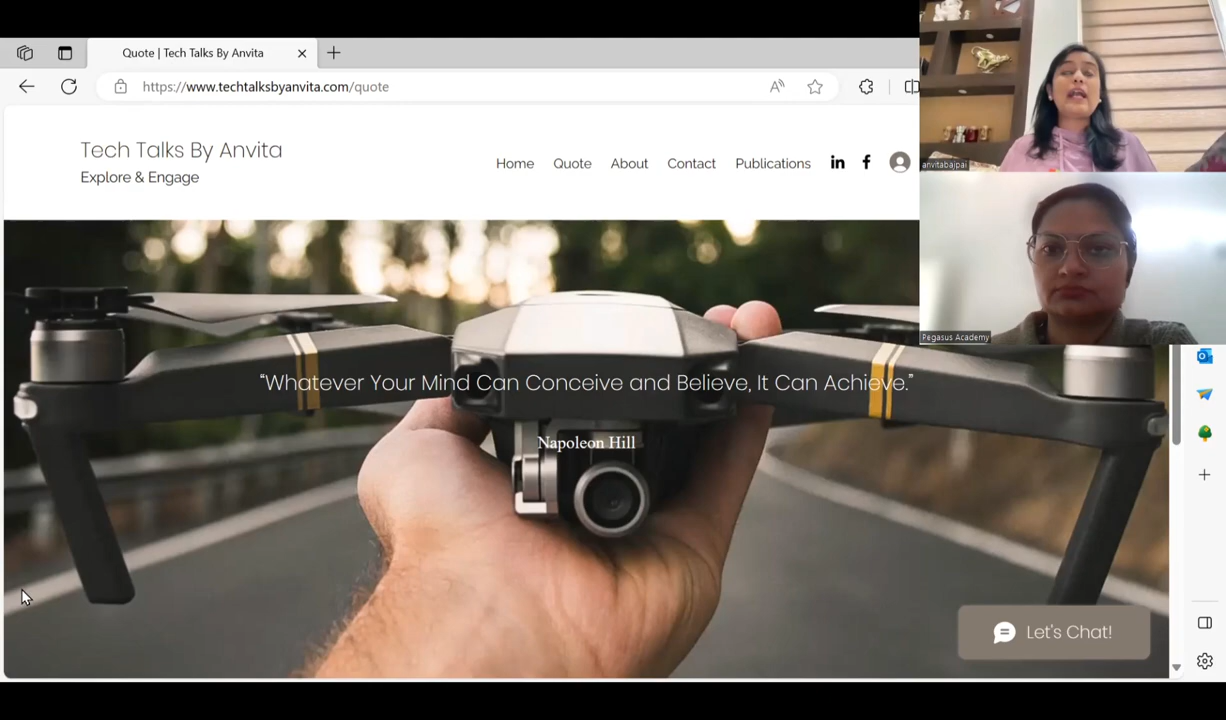 Quote | Tech Talks By Anvita
https://www.techtalksbyanvita.com/quote
Tech Talks By Anvita
Explore & Engage
Home Quote About Contact Publications in f
“Whatever Your Mind Can Conceive and Believe, It Can Achieve.”
Napoleon Hill
Let's Chat!
anvitabajpai
Pegasus Academy